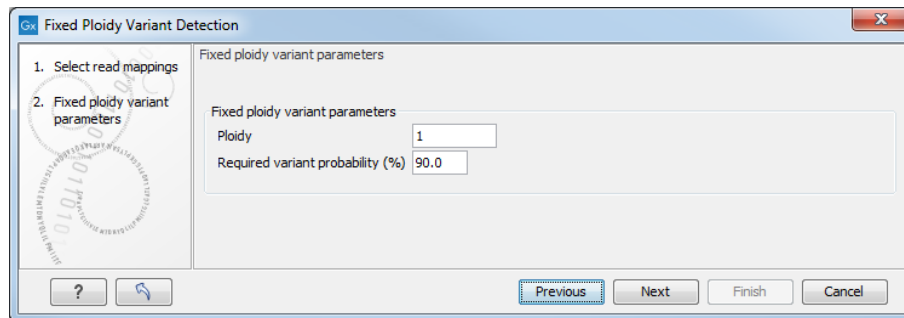 Gx Fixed Ploidy Variant Detection
X
1. Select read mappings
2. Fixed ploidy variant
parameters
Fixed ploidy variant parameters
Fixed ploidy variant parameters
Ploidy 1
Required variant probability (%) 90.0
? Previous Next Finish Cancel